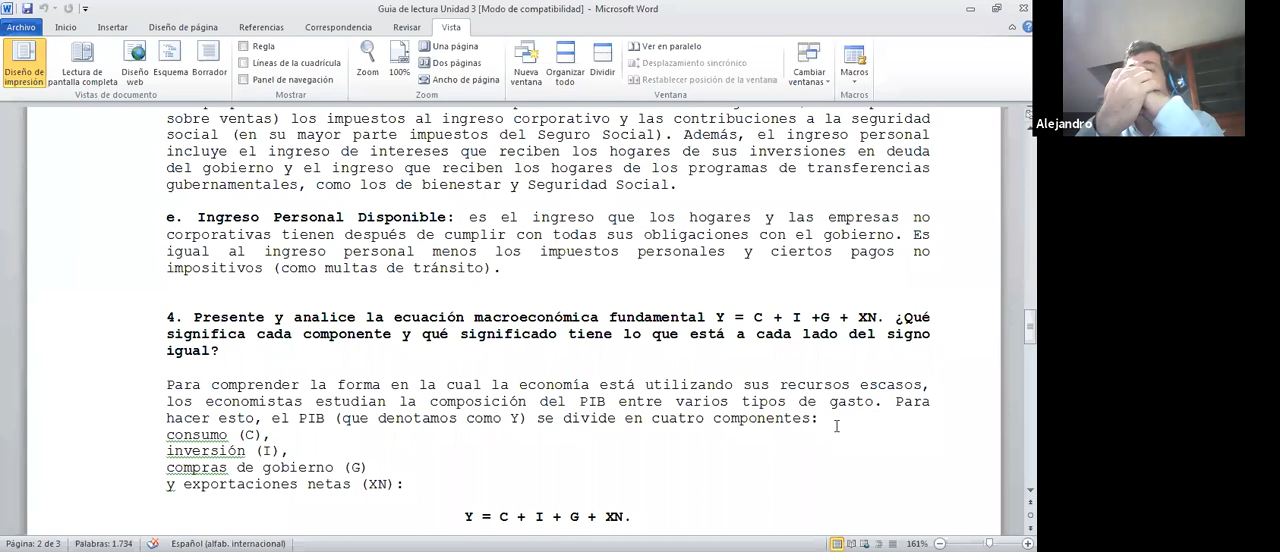 Guia de lectura Unidad 3 [Modo de compatibilidad] - Microsoft Word
Archivo Inicio Insertar Diseño de página Referencias Correspondencia Revisar Vista
Diseño de impresión
Lectura de pantalla completa
Diseño web
Esquema
Borrador
Vistas de documento
Regla
Líneas de la cuadrícula
Panel de navegación
Mostrar
Zoom
100%
Una página
Dos páginas
Ancho de página
Zoom
Nueva ventana
Organizar todo
Dividir
Ver en paralelo
Desplazamiento sincrónico
Restablecer posición de la ventana
Ventana
Cambiar ventanas
Macros
Macros
Alejandro
sobre ventas) los impuestos al ingreso corporativo y las contribuciones a la seguridad
social (en su mayor parte impuestos del Seguro Social). Además, el ingreso personal
incluye el ingreso de intereses que reciben los hogares de sus inversiones en deuda
del gobierno y el ingreso que reciben los hogares de los programas de transferencias
gubernamentales, como los de bienestar y Seguridad Social.
e. Ingreso Personal Disponible: es el ingreso que los hogares y las empresas no
corporativas tienen después de cumplir con todas sus obligaciones con el gobierno. Es
igual al ingreso personal menos los impuestos personales y ciertos pagos no
impositivos (como multas de tránsito).
4. Presente y analice la ecuación macroeconómica fundamental Y = C + I +G + XN. ¿Qué
significa cada componente y qué significado tiene lo que está a cada lado del signo
igual?
Para comprender la forma en la cual la economía está utilizando sus recursos escasos,
los economistas estudian la composición del PIB entre varios tipos de gasto. Para
hacer esto, el PIB (que denotamos como Y) se divide en cuatro componentes:
consumo (C),
inversión (I),
compras de gobierno (G)
y exportaciones netas (XN):
Y = C + I + G + XN.
Página: 2 de 3 Palabras: 1.734 Español (alfab. internacional) 161%